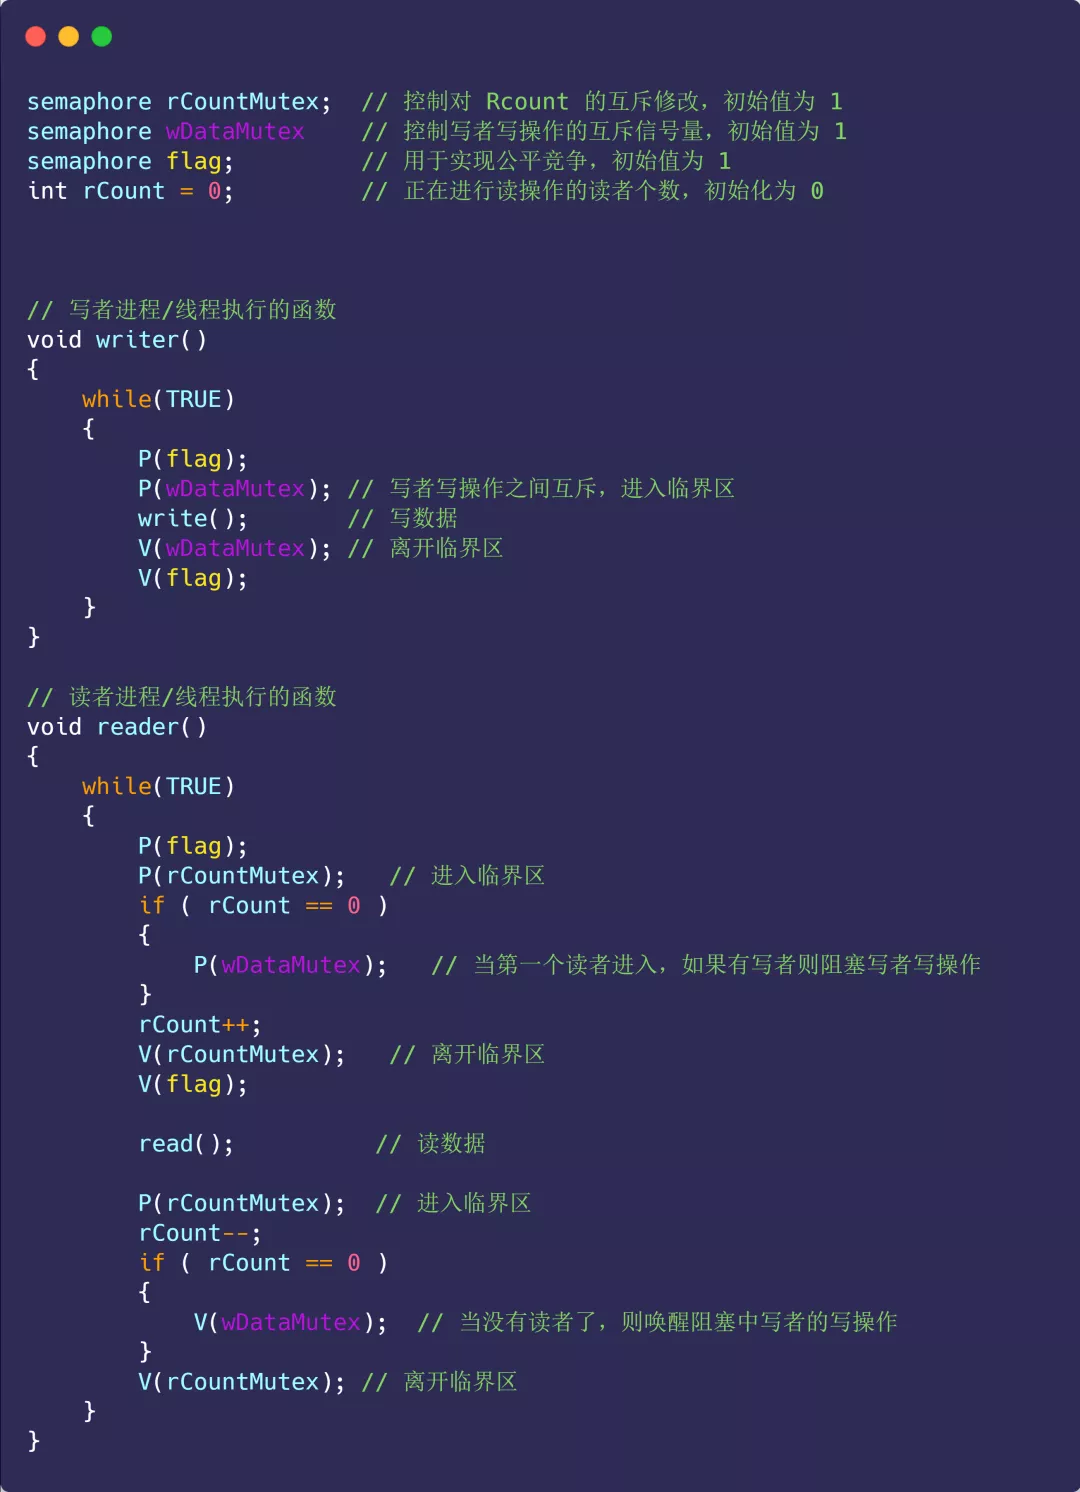 semaphore rCountMutex;  // 控制对 Rcount 的互斥修改，初始值为 1
semaphore wDataMutex    // 控制写者写操作的互斥信号量，初始值为 1
semaphore flag;         // 用于实现公平竞争，初始值为 1
int rCount = 0;         // 正在进行读操作的读者个数，初始化为 0
// 写者进程/线程执行的函数
void writer()
{
    while(TRUE)
    {
        P(flag);
        P(wDataMutex); // 写者写操作之间互斥，进入临界区
        write();       // 写数据
        V(wDataMutex); // 离开临界区
        V(flag);
    }
}
// 读者进程/线程执行的函数
void reader()
{
    while(TRUE)
    {
        P(flag);
        P(rCountMutex);   // 进入临界区
        if ( rCount == 0 )
        {
            P(wDataMutex);   // 当第一个读者进入，如果有写者则阻塞写者写操作
        }
        rCount++;
        V(rCountMutex);   // 离开临界区
        V(flag);
        read();          // 读数据
        P(rCountMutex);  // 进入临界区
        rCount--;
        if ( rCount == 0 )
        {
            V(wDataMutex);  // 当没有读者了，则唤醒阻塞中写者的写操作
        }
        V(rCountMutex); // 离开临界区
    }
}